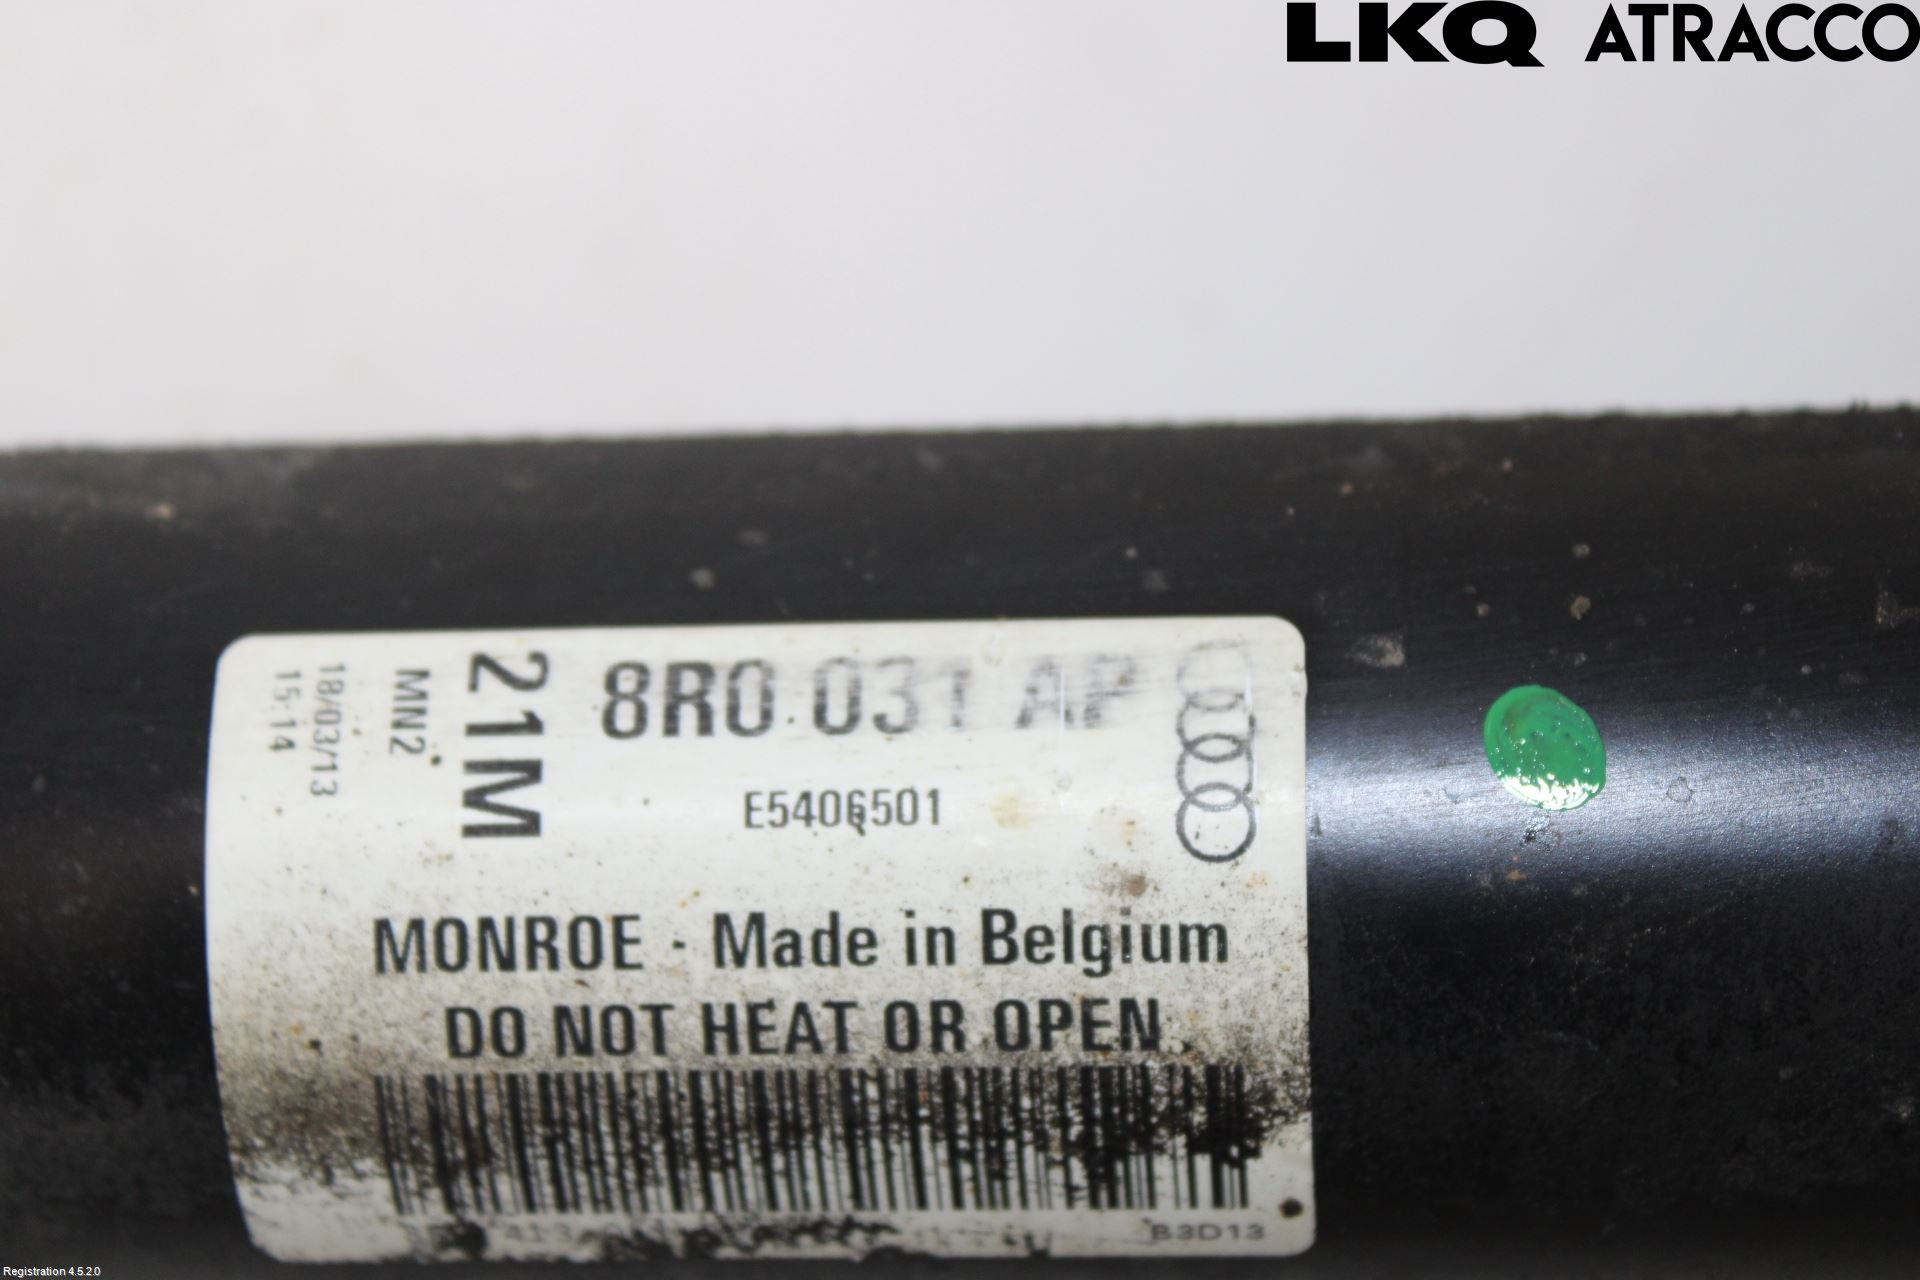 LKQ ATRACCO
8R0 031 AP
E5406501
21M
MN2
18/03/13
15:14
MONROE - Made in Belgium
DO NOT HEAT OR OPEN
B3D13
Registration 4.5.2.0